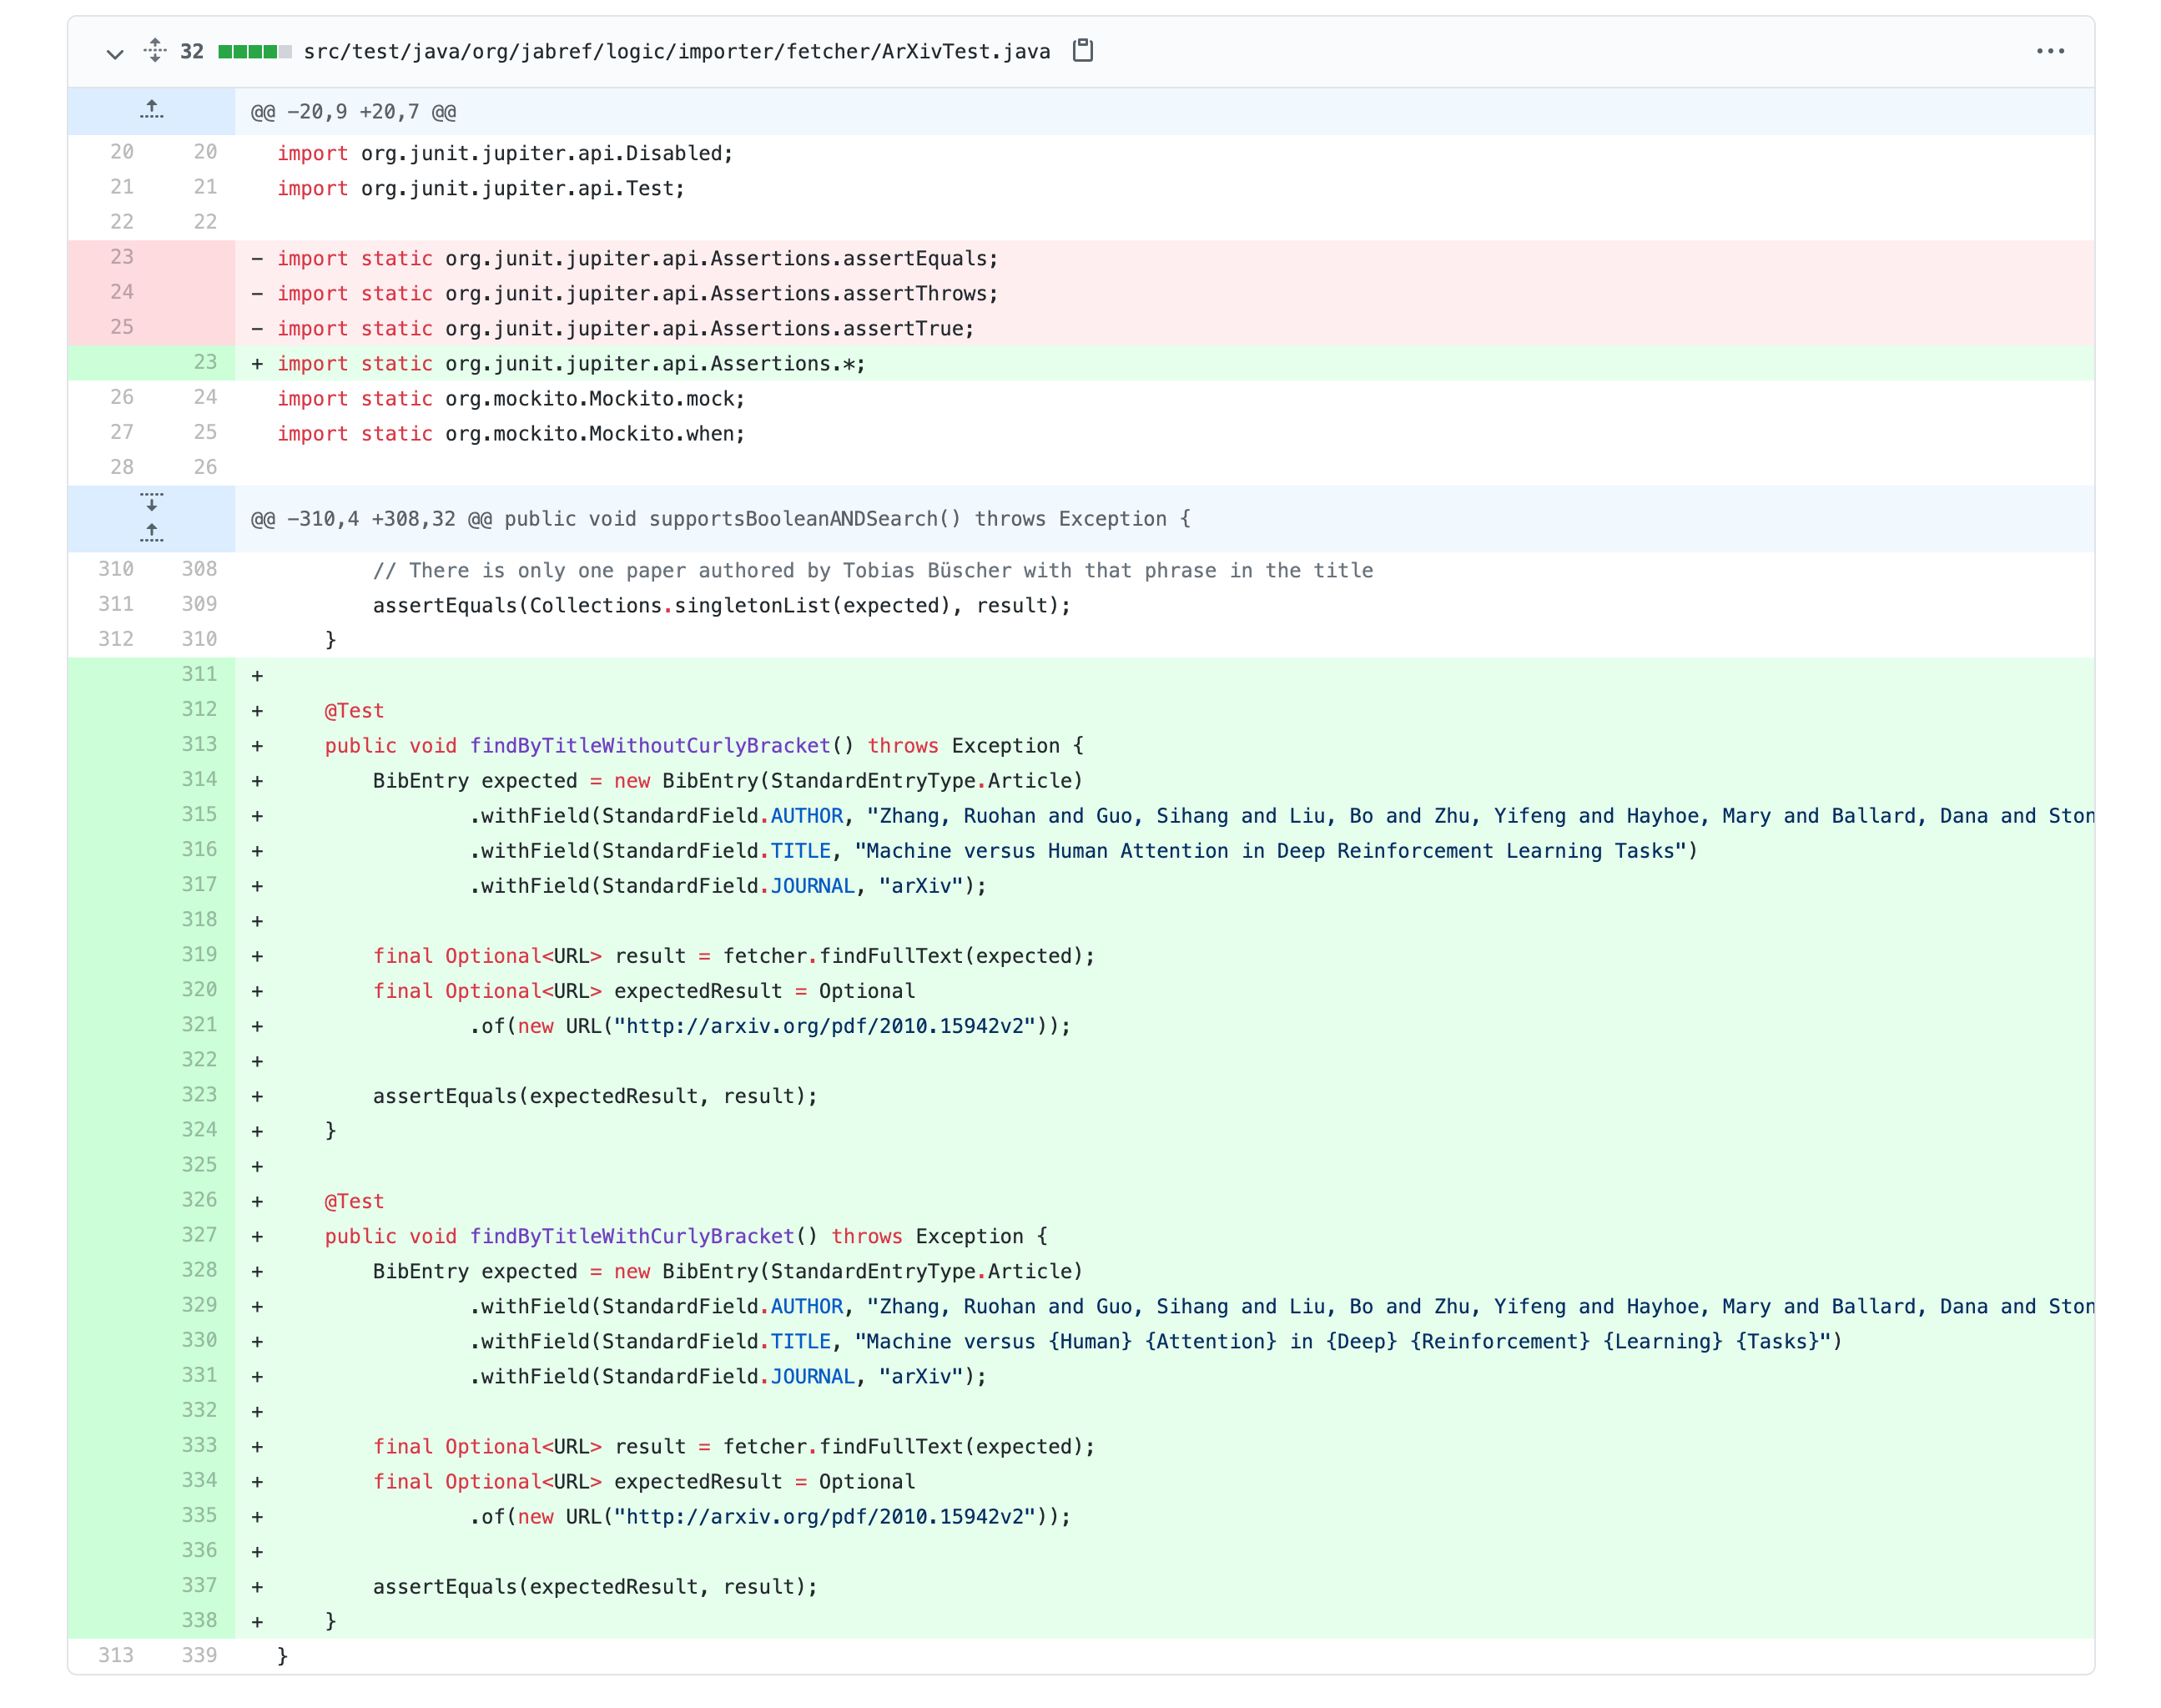 32 src/test/java/org/jabref/logic/importer/fetcher/ArXivTest.java
@@ -20,9 +20,7 @@
20 20 import org.junit.jupiter.api.Disabled;
21 21 import org.junit.jupiter.api.Test;
22 22
23 - import static org.junit.jupiter.api.Assertions.assertEquals;
24 - import static org.junit.jupiter.api.Assertions.assertThrows;
25 - import static org.junit.jupiter.api.Assertions.assertTrue;
23 + import static org.junit.jupiter.api.Assertions.*;
26 24 import static org.mockito.Mockito.mock;
27 25 import static org.mockito.Mockito.when;
28 26
@@ -310,4 +308,32 @@ public void supportsBooleanANDSearch() throws Exception {
310 308 // There is only one paper authored by Tobias Büscher with that phrase in the title
311 309 assertEquals(Collections.singletonList(expected), result);
312 310 }
311 +
312 + @Test
313 + public void findByTitleWithoutCurlyBracket() throws Exception {
314 + BibEntry expected = new BibEntry(StandardEntryType.Article)
315 + .withField(StandardField.AUTHOR, "Zhang, Ruohan and Guo, Sihang and Liu, Bo and Zhu, Yifeng and Hayhoe, Mary and Ballard, Dana and Ston
316 + .withField(StandardField.TITLE, "Machine versus Human Attention in Deep Reinforcement Learning Tasks")
317 + .withField(StandardField.JOURNAL, "arXiv");
318 +
319 + final Optional<URL> result = fetcher.findFullText(expected);
320 + final Optional<URL> expectedResult = Optional
321 + .of(new URL("http://arxiv.org/pdf/2010.15942v2"));
322 +
323 + assertEquals(expectedResult, result);
324 + }
325 +
326 + @Test
327 + public void findByTitleWithCurlyBracket() throws Exception {
328 + BibEntry expected = new BibEntry(StandardEntryType.Article)
329 + .withField(StandardField.AUTHOR, "Zhang, Ruohan and Guo, Sihang and Liu, Bo and Zhu, Yifeng and Hayhoe, Mary and Ballard, Dana and Ston
330 + .withField(StandardField.TITLE, "Machine versus {Human} {Attention} in {Deep} {Reinforcement} {Learning} {Tasks}")
331 + .withField(StandardField.JOURNAL, "arXiv");
332 +
333 + final Optional<URL> result = fetcher.findFullText(expected);
334 + final Optional<URL> expectedResult = Optional
335 + .of(new URL("http://arxiv.org/pdf/2010.15942v2"));
336 +
337 + assertEquals(expectedResult, result);
338 + }
313 339 }